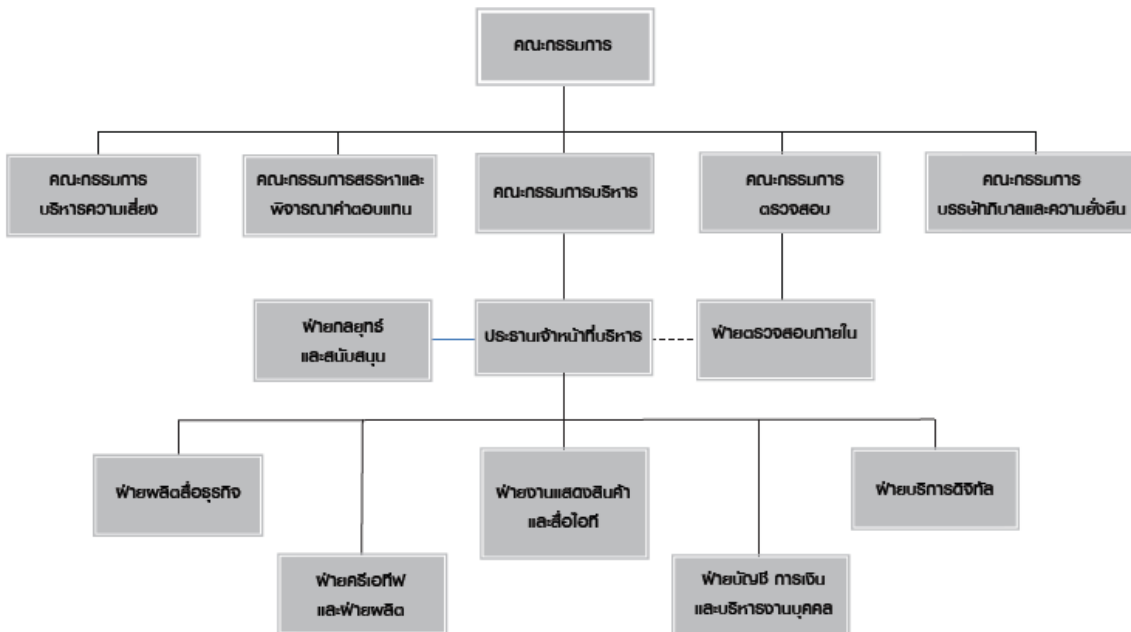 คณะกรรมการ
คณะกรรมการ
บริหารความเสี่ยง
คณะกรรมการสรรหาและ
พิจารณาค่าตอบแทน
คณะกรรมการบริหาร
คณะกรรมการ
ตรวจสอบ
คณะกรรมการ
บรรษัทภิบาลและความยั่งยืน
ฝ่ายกลยุทธ์
และสนับสนุน
ประธานเจ้าหน้าที่บริหาร
ฝ่ายตรวจสอบภายใน
ฝ่ายผลิตสื่อธุรกิจ
ฝ่ายงานแสดงสินค้า
และสื่อไอที
ฝ่ายบริการดิจิทัล
ฝ่ายครีเอทีฟ
และฝ่ายผลิต
ฝ่ายบัญชี การเงิน
และบริหารงานบุคคล